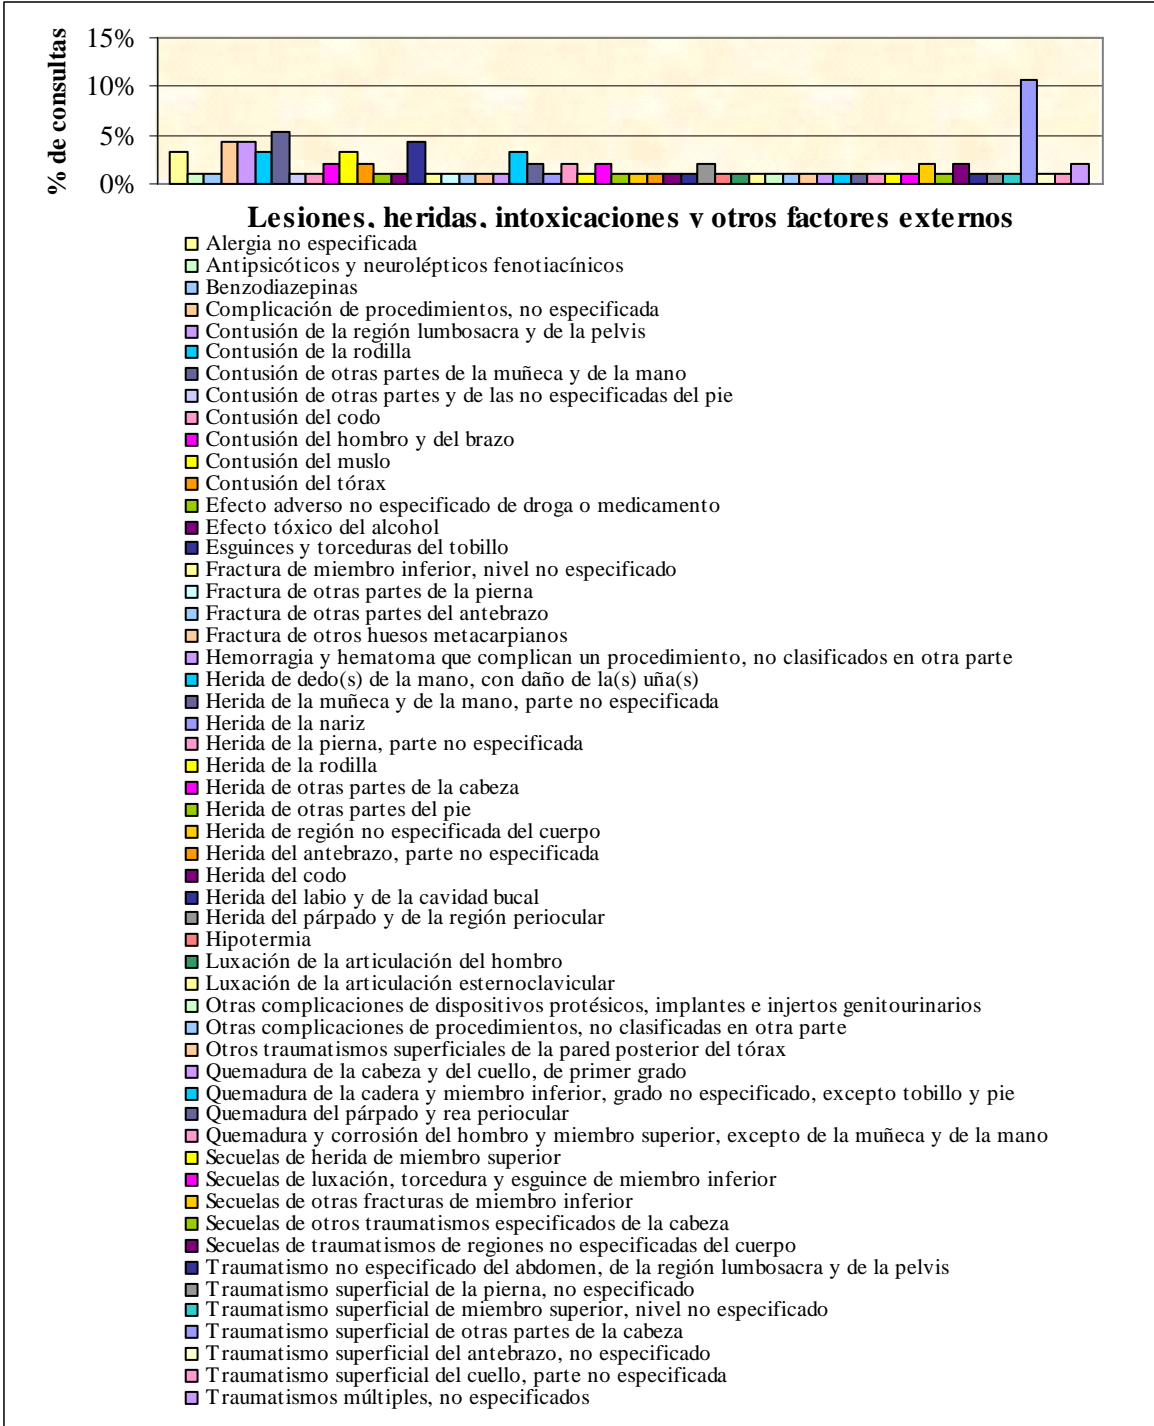 15%
10%
5%
0%
% de consultas
Lesiones, heridas, intoxicaciones y otros factores externos
Alergia no especificada
Antipsicóticos y neurolépticos fenotiacínicos
Benzodiazepinas
Complicación de procedimientos, no especificada
Contusión de la región lumbosacra y de la pelvis
Contusión de la rodilla
Contusión de otras partes de la muñeca y de la mano
Contusión de otras partes y de las no especificadas del pie
Contusión del codo
Contusión del hombro y del brazo
Contusión del muslo
Contusión del tórax
Efecto adverso no especificado de droga o medicamento
Efecto tóxico del alcohol
Esguinces y torceduras del tobillo
Fractura de miembro inferior, nivel no especificado
Fractura de otras partes de la pierna
Fractura de otras partes del antebrazo
Fractura de otros huesos metacarpianos
Hemorragia y hematoma que complican un procedimiento, no clasificados en otra parte
Herida de dedo(s) de la mano, con daño de la(s) uña(s)
Herida de la muñeca y de la mano, parte no especificada
Herida de la nariz
Herida de la pierna, parte no especificada
Herida de la rodilla
Herida de otras partes de la cabeza
Herida de otras partes del pie
Herida de región no especificada del cuerpo
Herida del antebrazo, parte no especificada
Herida del codo
Herida del labio y de la cavidad bucal
Herida del párpado y de la región periocular
Hipotermia
Luxación de la articulación del hombro
Luxación de la articulación esternoclavicular
Otras complicaciones de dispositivos protésicos, implantes e injertos genitourinarios
Otras complicaciones de procedimientos, no clasificadas en otra parte
Otros traumatismos superficiales de la pared posterior del tórax
Quemadura de la cabeza y del cuello, de primer grado
Quemadura de la cadera y miembro inferior, grado no especificado, excepto tobillo y pie
Quemadura del párpado y rea periocular
Quemadura y corrosión del hombro y miembro superior, excepto de la muñeca y de la mano
Secuelas de herida de miembro superior
Secuelas de luxación, torcedura y esguince de miembro inferior
Secuelas de otras fracturas de miembro inferior
Secuelas de otros traumatismos especificados de la cabeza
Secuelas de traumatismos de regiones no especificadas del cuerpo
Traumatismo no especificado del abdomen, de la región lumbosacra y de la pelvis
Traumatismo superficial de la pierna, no especificado
Traumatismo superficial de miembro superior, nivel no especificado
Traumatismo superficial de otras partes de la cabeza
Traumatismo superficial del antebrazo, no especificado
Traumatismo superficial del cuello, parte no especificada
Traumatismos múltiples, no especificados